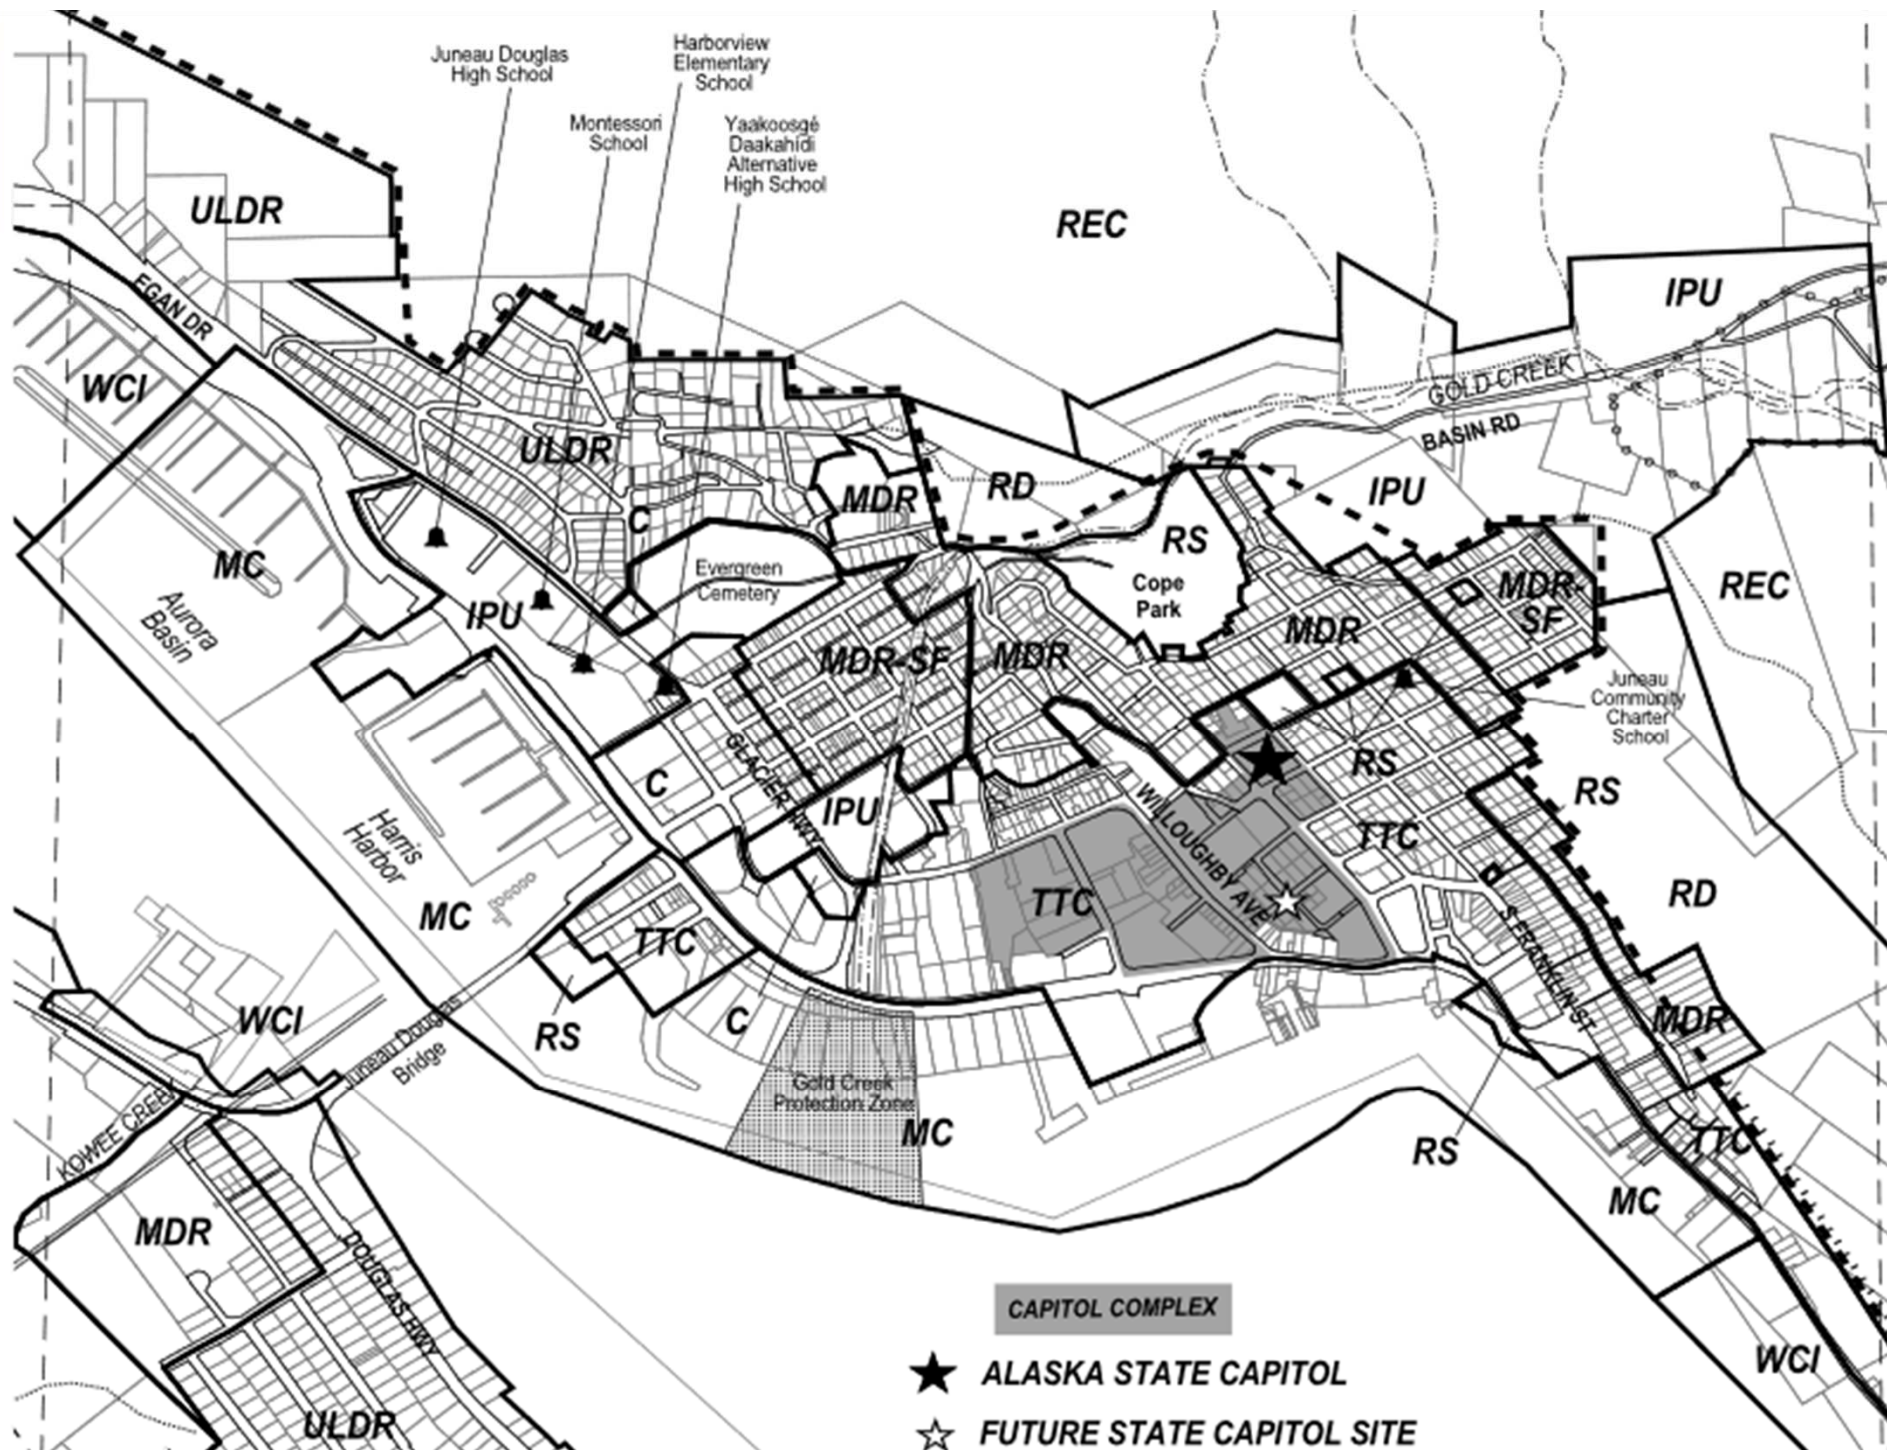 Juneau Douglas
High School
Harborview
Elementary
School
Montessori
School
Yaakoosgé
Daakahídi
Alternative
High School
ULDR
REC
IPU
EGAN DR
WCI
GOLD CREEK
BASIN RD
ULDR
C
MDR
RD
IPU
RS
MC
Aurora
Basin
IPU
Evergreen
Cemetery
Cope
Park
MDR
MDR-
SF
REC
MDR-SF
MDR
Juneau
Community
Charter
School
C
GLACIER HWY
IPU
WILLOUGHBY AVE
RS
RS
TTC
Harris
Harbor
MC
TTC
TTC
RD
S FRANKLIN ST
RS
C
WCI
Juneau Douglas
Bridge
MDR
KOWEE CREEK
Gold Creek
Protection Zone
MC
RS
TTC
MC
MDR
DOUGLAS HWY
WCI
ULDR
CAPITOL COMPLEX
ALASKA STATE CAPITOL
FUTURE STATE CAPITOL SITE